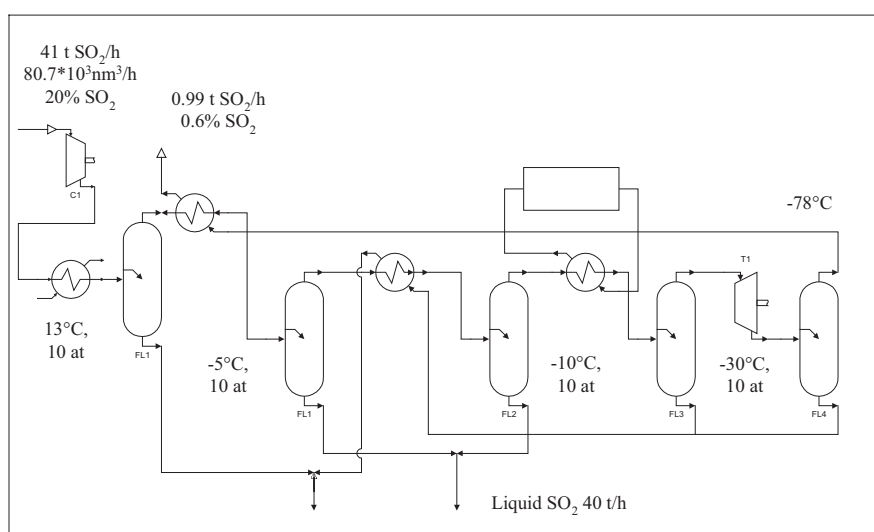 41 t SO₂/h
80.7*10³nm³/h
20% SO₂
0.99 t SO₂/h
0.6% SO₂
C1
-78°C
T1
13°C,
10 at
FL1
-5°C,
10 at
FL1
FL2
-10°C,
10 at
FL3
-30°C,
10 at
FL4
Liquid SO₂ 40 t/h